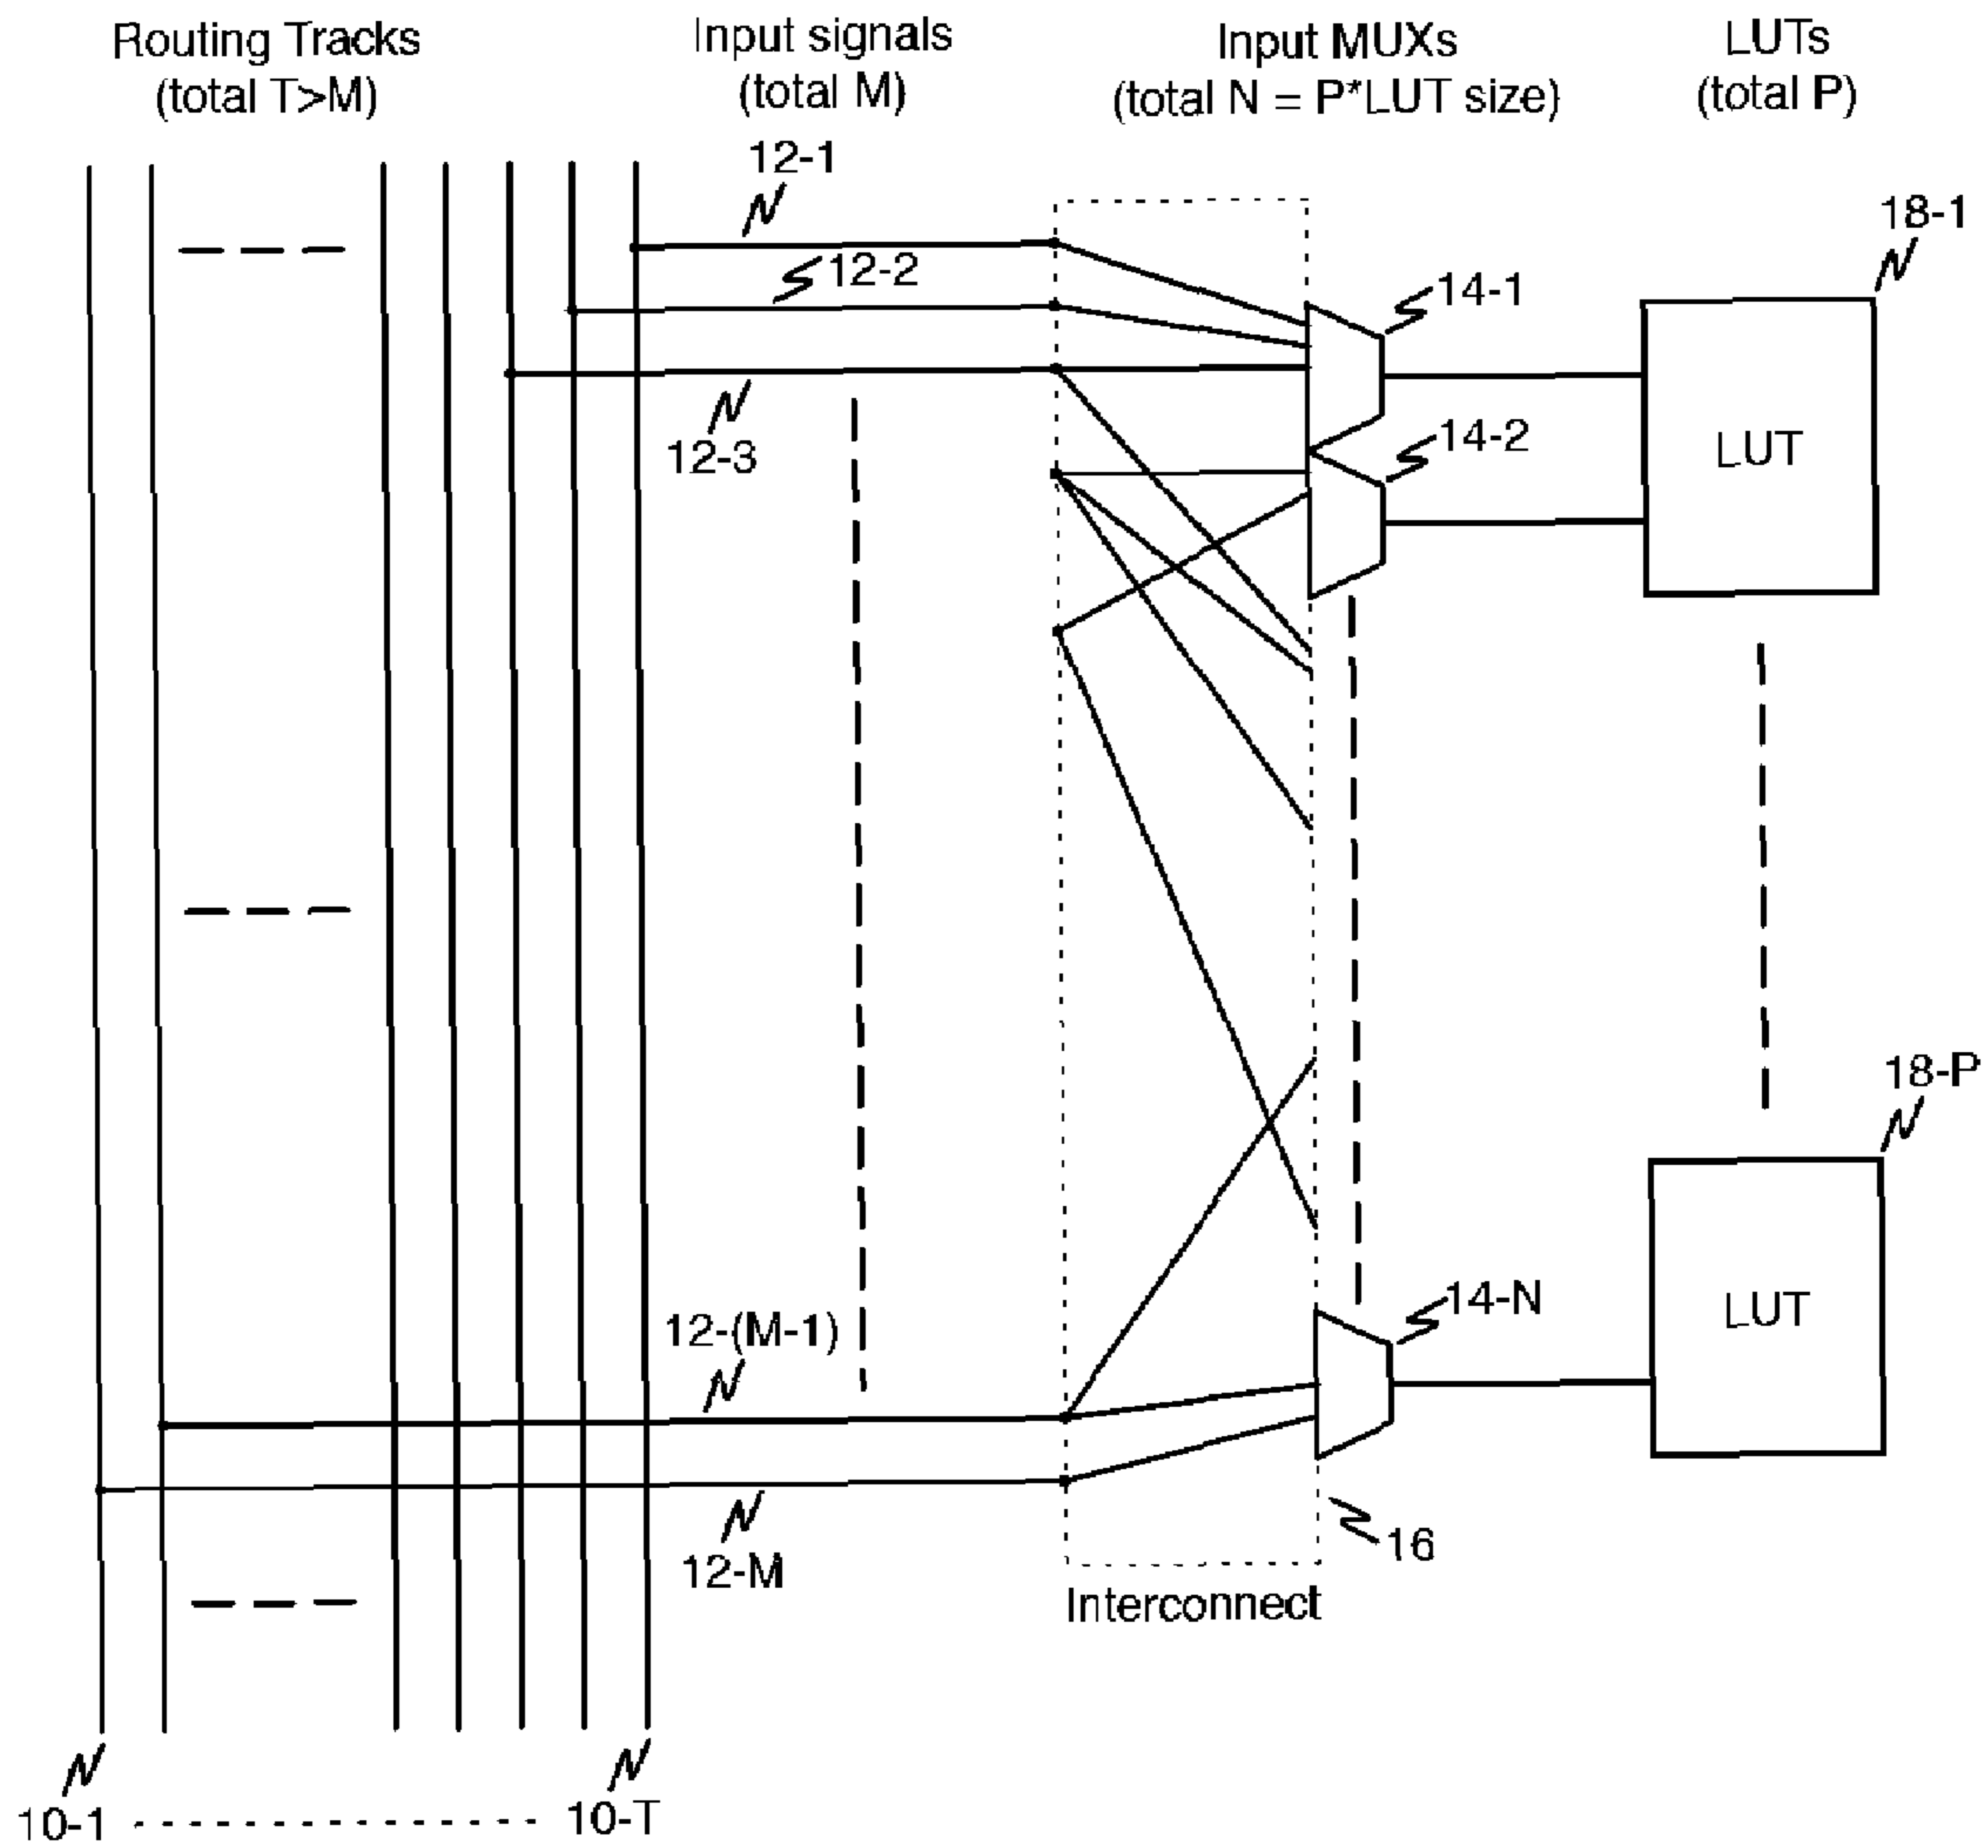 Routing Tracks
(total T>M)
Input signals
(total M)
Input MUXs
(total N = P*LUT size)
LUTs
(total P)
12-1
18-1
12-2
14-1
12-3
14-2
LUT
18-P
12-(M-1)
14-N
LUT
12-M
16
Interconnect
10-1
10-T